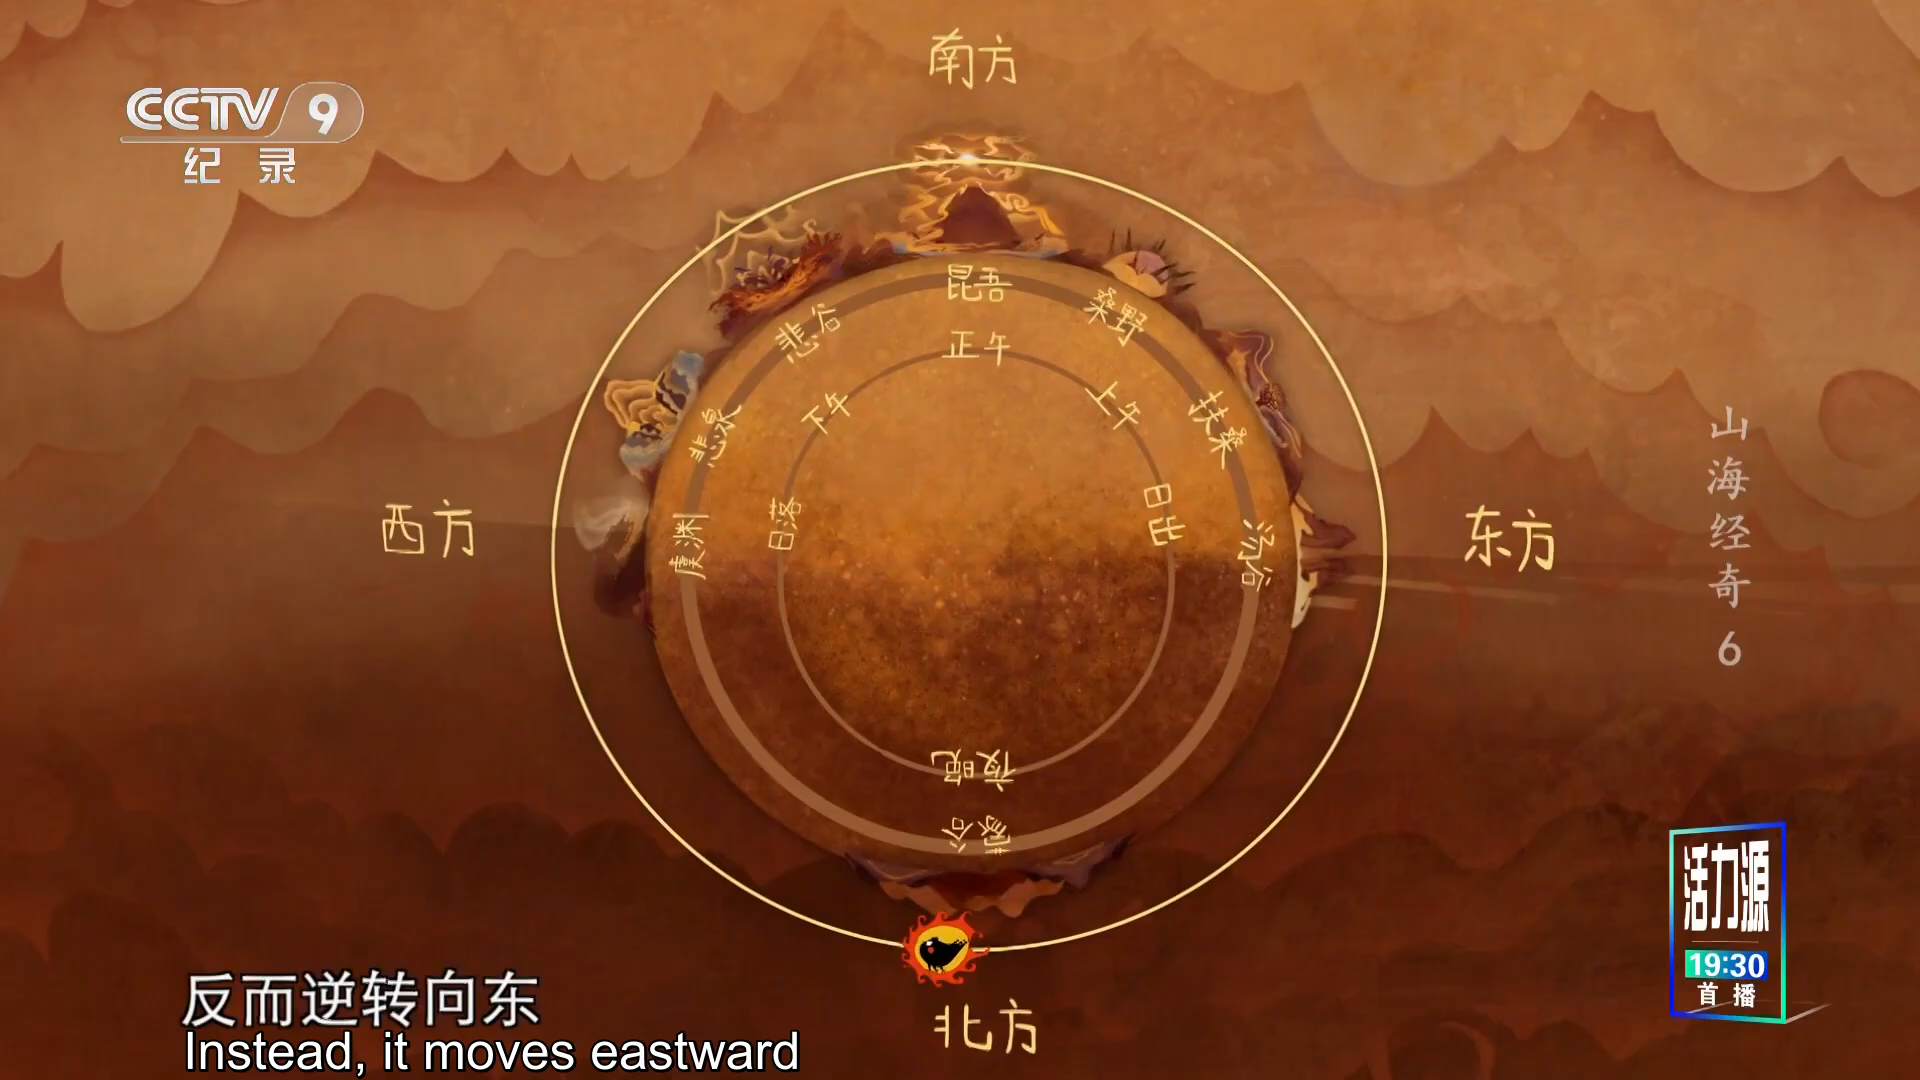 南方
CCTV 9
纪录
昆吾
悲谷
桑野
正午
下午
上午
扶桑
悲泉
日落
日出
虞渊
汤谷
西方
东方
山海经奇 6
夜晚
蒙谷
活力源
19:30
首播
北方
反而逆转向东
Instead, it moves eastward